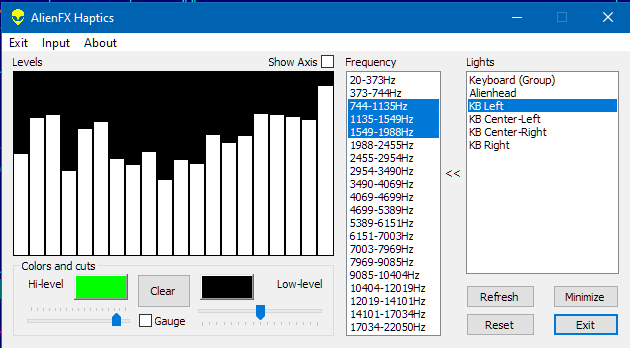 AlienFX Haptics
Exit Input About
Levels
Show Axis
Frequency
Lights
20-373Hz
373-744Hz
744-1135Hz
1135-1549Hz
1549-1988Hz
1988-2455Hz
2455-2954Hz
2954-3490Hz
3490-4069Hz
4069-4699Hz
4699-5389Hz
5389-6151Hz
6151-7003Hz
7003-7969Hz
7969-9085Hz
9085-10404Hz
10404-12019Hz
12019-14101Hz
14101-17034Hz
17034-22050Hz
<<
Keyboard (Group)
Alienhead
KB Left
KB Center-Left
KB Center-Right
KB Right
Colors and cuts
Hi-level
Clear
Low-level
Gauge
Refresh
Minimize
Reset
Exit